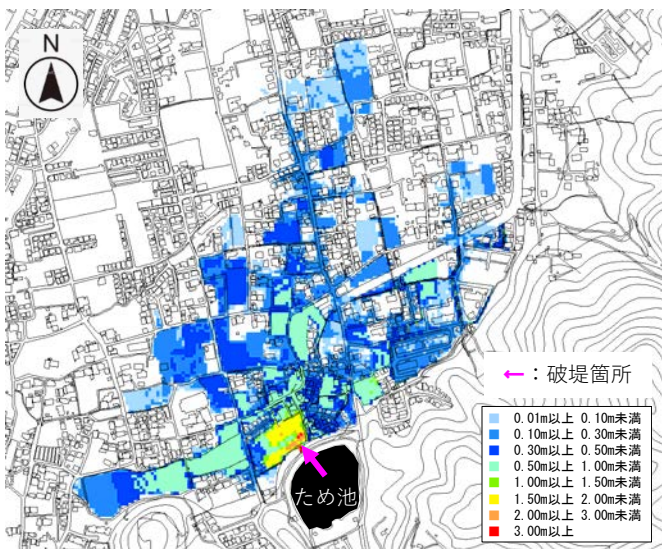 N
←：破堤箇所
0.01m以上 0.10m未満
0.10m以上 0.30m未満
0.30m以上 0.50m未満
0.50m以上 1.00m未満
1.00m以上 1.50m未満
1.50m以上 2.00m未満
2.00m以上 3.00m未満
3.00m以上
ため池